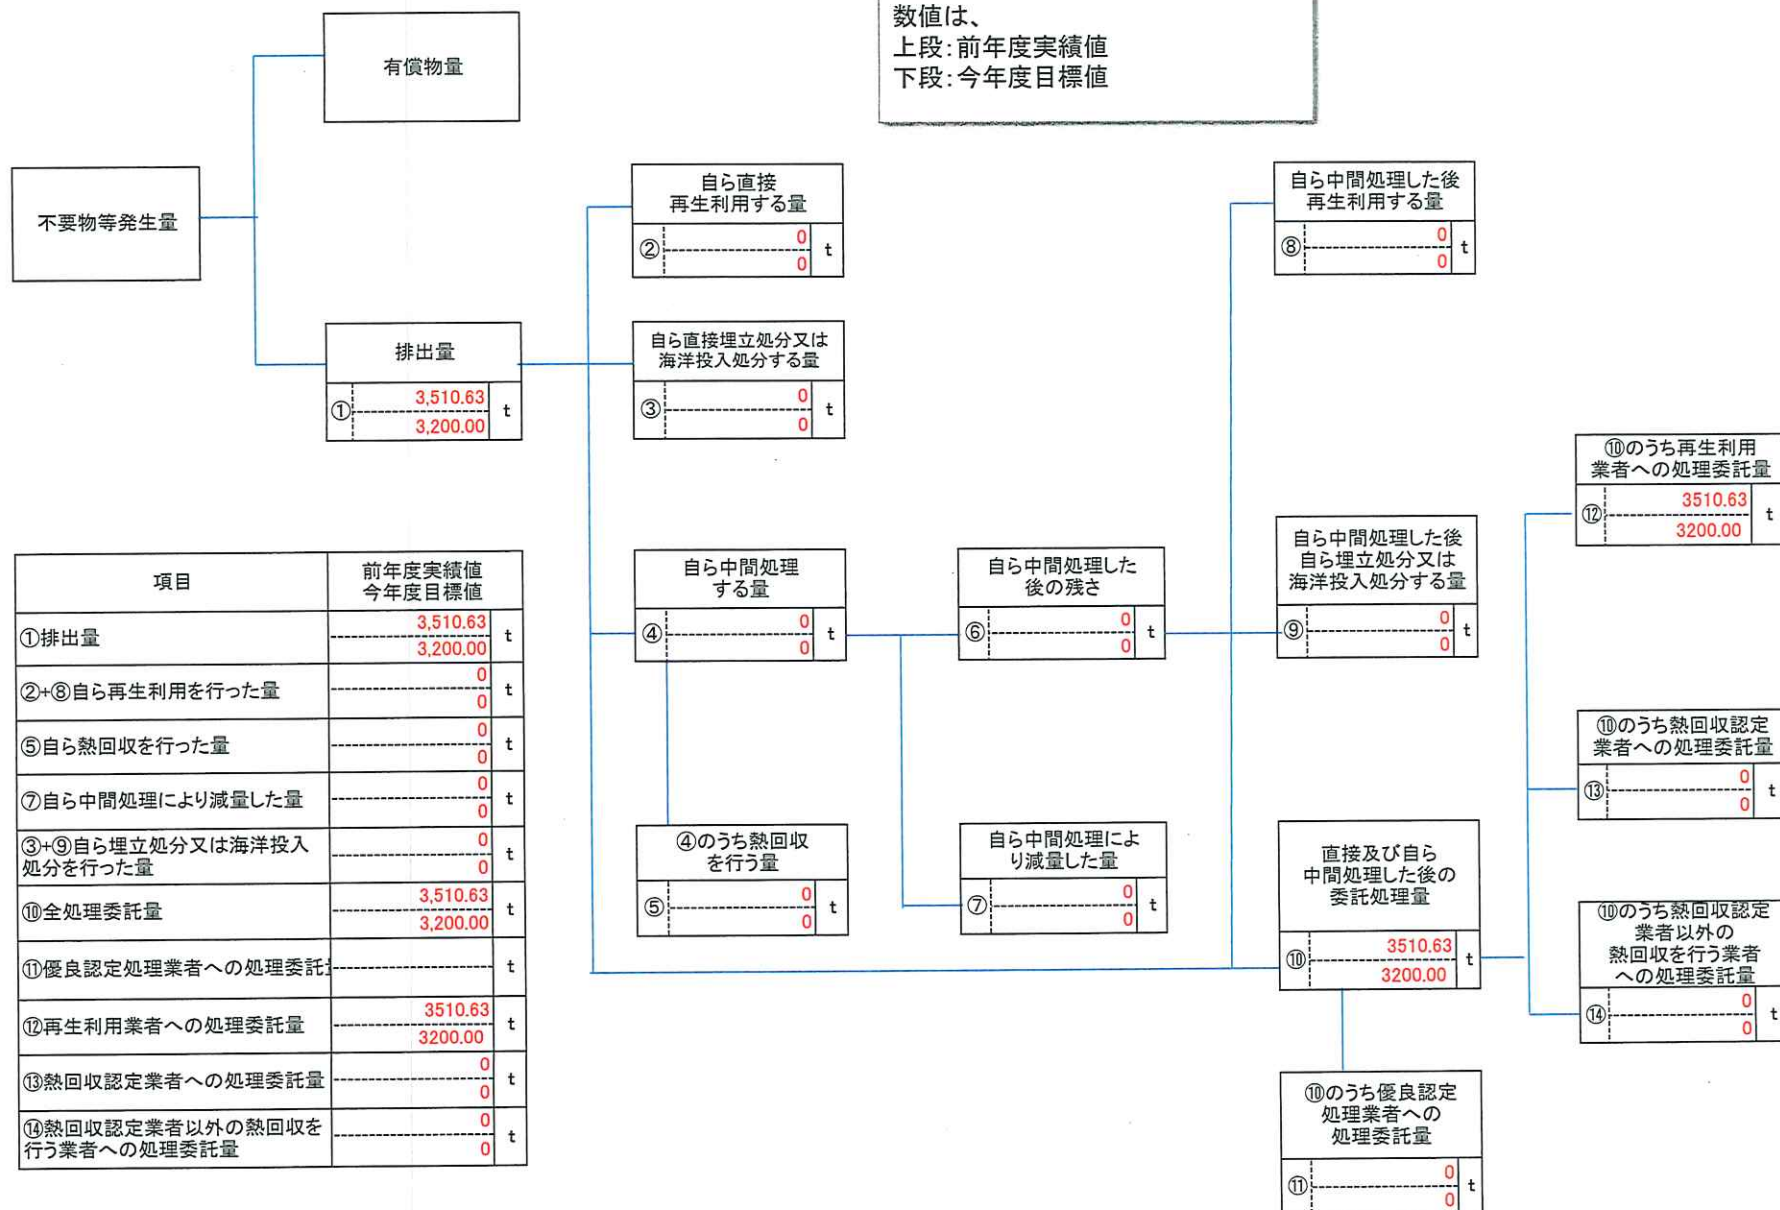 数値は、
上段:前年度実績値
下段:今年度目標値
有償物量
不要物等発生量
排出量
① 3,510.63 t
3,200.00
自ら直接
再生利用する量
② 0 t
0
自ら直接埋立処分又は
海洋投入処分する量
③ 0 t
0
自ら中間処理
する量
④ 0 t
0
④のうち熱回収
を行う量
⑤ 0 t
0
自ら中間処理した
後の残さ
⑥ 0 t
0
自ら中間処理によ
り減量した量
⑦ 0 t
0
自ら中間処理した後
再生利用する量
⑧ 0 t
0
自ら中間処理した後
自ら埋立処分又は
海洋投入処分する量
⑨ 0 t
0
直接及び自ら
中間処理した後の
委託処理量
⑩ 3510.63 t
3200.00
⑩のうち優良認定
処理業者への
処理委託量
⑪ 0 t
0
⑩のうち再生利用
業者への処理委託量
⑫ 3510.63 t
3200.00
⑩のうち熱回収認定
業者への処理委託量
⑬ 0 t
0
⑩のうち熱回収認定
業者以外の
熱回収を行う業者
への処理委託量
⑭ 0 t
0
項目 前年度実績値
今年度目標値
①排出量 3,510.63 t
3,200.00
②+⑧自ら再生利用を行った量 0 t
0
⑤自ら熱回収を行った量 0 t
0
⑦自ら中間処理により減量した量 0 t
0
③+⑨自ら埋立処分又は海洋投入 0 t
処分を行った量 0
⑩全処理委託量 3,510.63 t
3,200.00
⑪優良認定処理業者への処理委託 t
⑫再生利用業者への処理委託量 3510.63 t
3200.00
⑬熱回収認定業者への処理委託量 0 t
0
⑭熱回収認定業者以外の熱回収を 0 t
行う業者への処理委託量 0